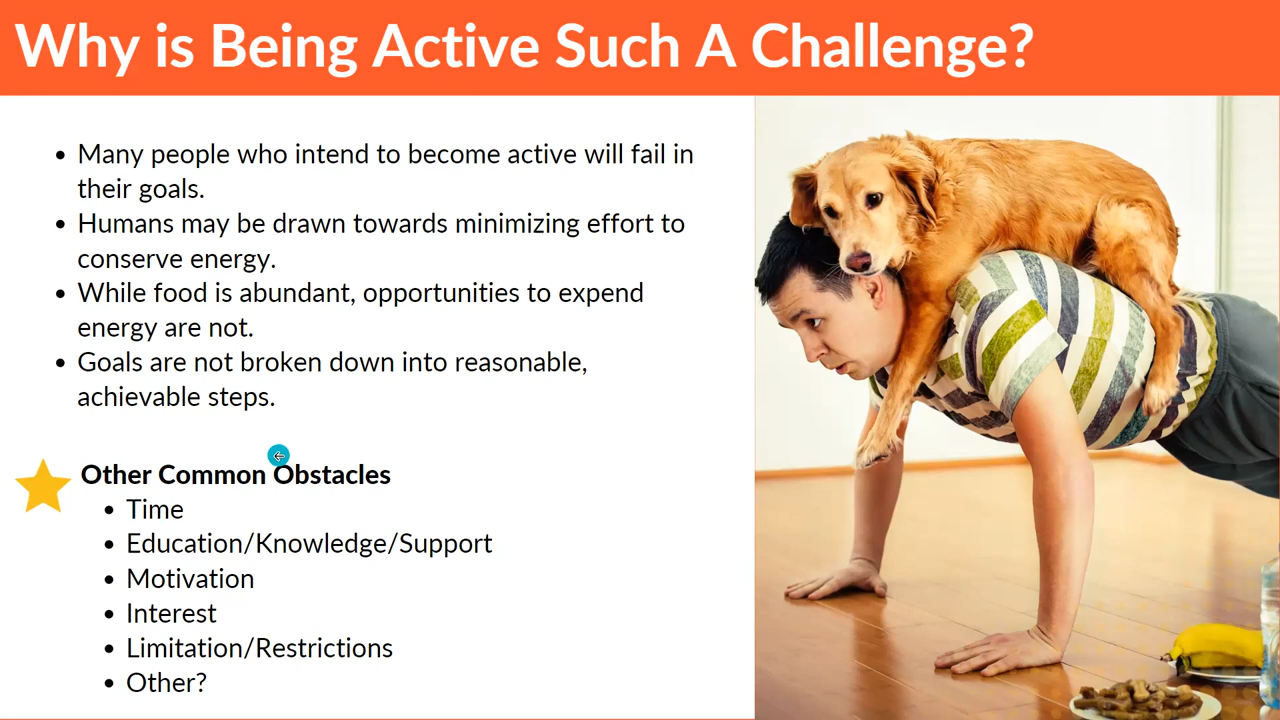 Why is Being Active Such A Challenge?
• Many people who intend to become active will fail in
their goals.
• Humans may be drawn towards minimizing effort to
conserve energy.
• While food is abundant, opportunities to expend
energy are not.
• Goals are not broken down into reasonable,
achievable steps.
Other Common Obstacles
• Time
• Education/Knowledge/Support
• Motivation
• Interest
• Limitation/Restrictions
• Other?